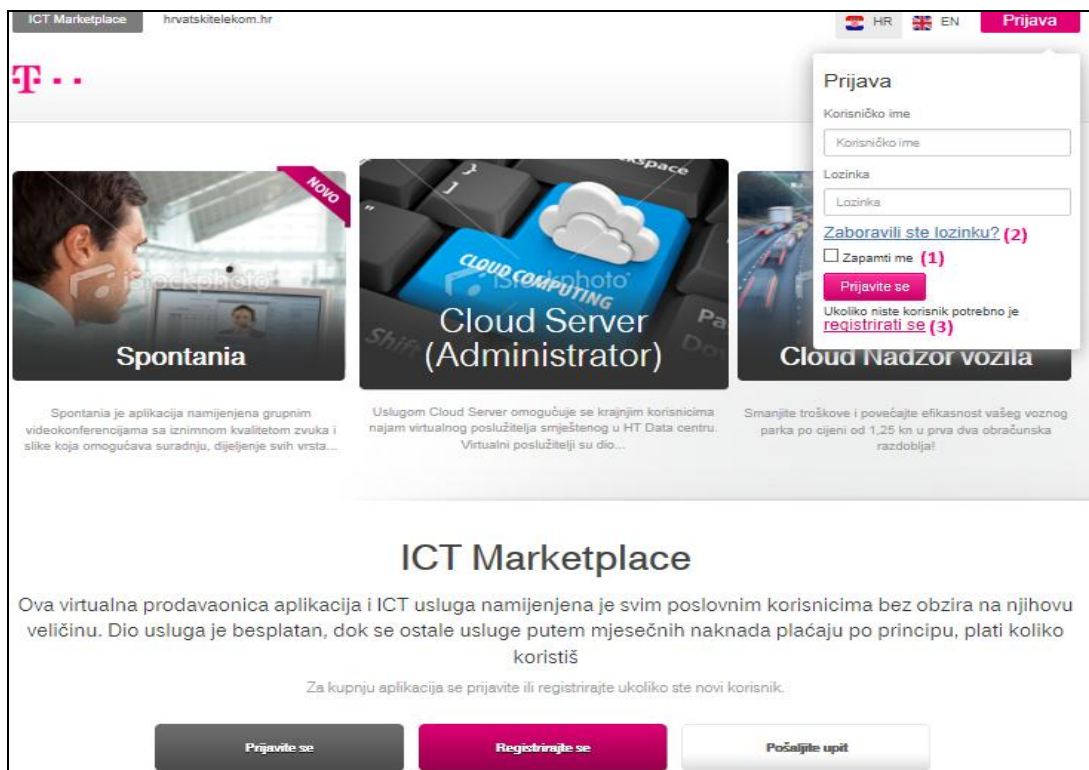 ICT Marketplace hrvatskitelekom.hr HR EN Prijava
T
Prijava
Korisničko ime
Korisničko ime
Lozinka
Lozinka
Zaboravili ste lozinku? (2)
Zapamti me (1)
Prijavite se
Ukoliko niste korisnik potrebno je
registrirati se (3)
NOVO
iStockphoto
Spontania
Spontania je aplikacija namijenjena grupnim
videokonferencijama sa iznimnom kvalitetom zvuka i
slike koja omogućava suradnju, dijeljenje svih vrsta...
CLOUD COMPUTING
iStockphoto
Shift
Cloud Server
(Administrator)
Uslugom Cloud Server omogućuje se krajnjim korisnicima
najam virtualnog poslužitelja smještenog u HT Data centru.
Virtualni poslužitelji su dio...
Cloud Nadzor vozila
Smanjite troškove i povećajte efikasnost vašeg voznog
parka po cijeni od 1,25 kn u prva dva obračunska
razdoblja!
ICT Marketplace
Ova virtualna prodavaonica aplikacija i ICT usluga namijenjena je svim poslovnim korisnicima bez obzira na njihovu
veličinu. Dio usluga je besplatan, dok se ostale usluge putem mjesečnih naknada plaćaju po principu, plati koliko
koristiš
Za kupnju aplikacija se prijavite ili registrirajte ukoliko ste novi korisnik.
Prijavite se
Registrirajte se
Pošaljite upit